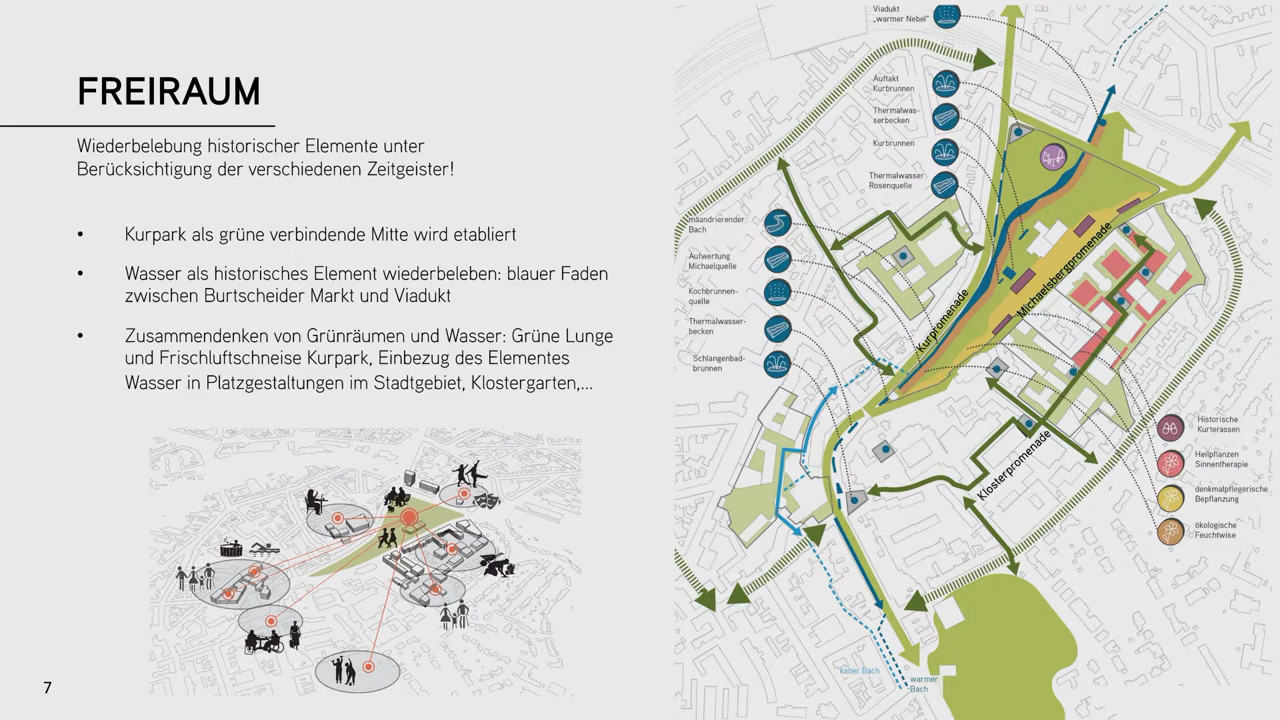 FREIRAUM
Wiederbelebung historischer Elemente unter
Berücksichtigung der verschiedenen Zeitgeister!
• Kurpark als grüne verbindende Mitte wird etabliert
• Wasser als historisches Element wiederbeleben: blauer Faden
zwischen Burtscheider Markt und Viadukt
• Zusammendenken von Grünräumen und Wasser: Grüne Lunge
und Frischluftschneise Kurpark, Einbezug des Elementes
Wasser in Platzgestaltungen im Stadtgebiet, Klostergarten,...
7
Viadukt
„warmer Nebel“
Auftakt
Kurbrunnen
Thermalwas-
serbecken
Kurbrunnen
Thermalwasser
Rosenquelle
mäandrierender
Bach
Aufwertung
Michaelquelle
Kochbrunnen-
quelle
Thermalwasser-
becken
Schlangenbad-
brunnen
Kurpromenade
Michaelsbergpromenade
Klosterpromenade
Historische
Kurterassen
Heilpflanzen
Sinnentherapie
denkmalpflegerische
Bepflanzung
ökologische
Feuchtwise
kalter Bach
warmer
Bach